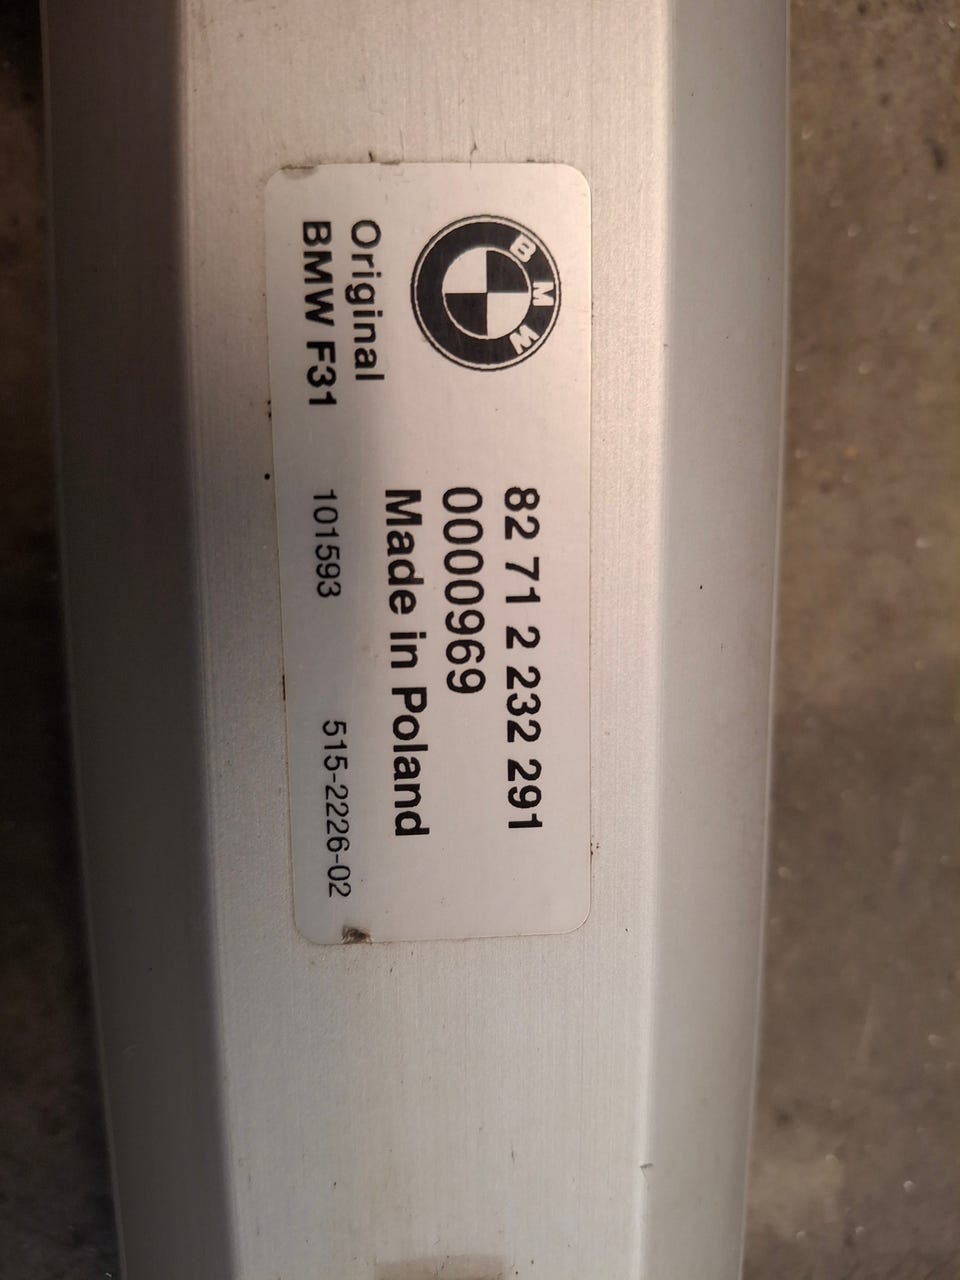 BMW
82 71 2 232 291
0000969
Made in Poland
Original
BMW F31
101593
515-2226-02